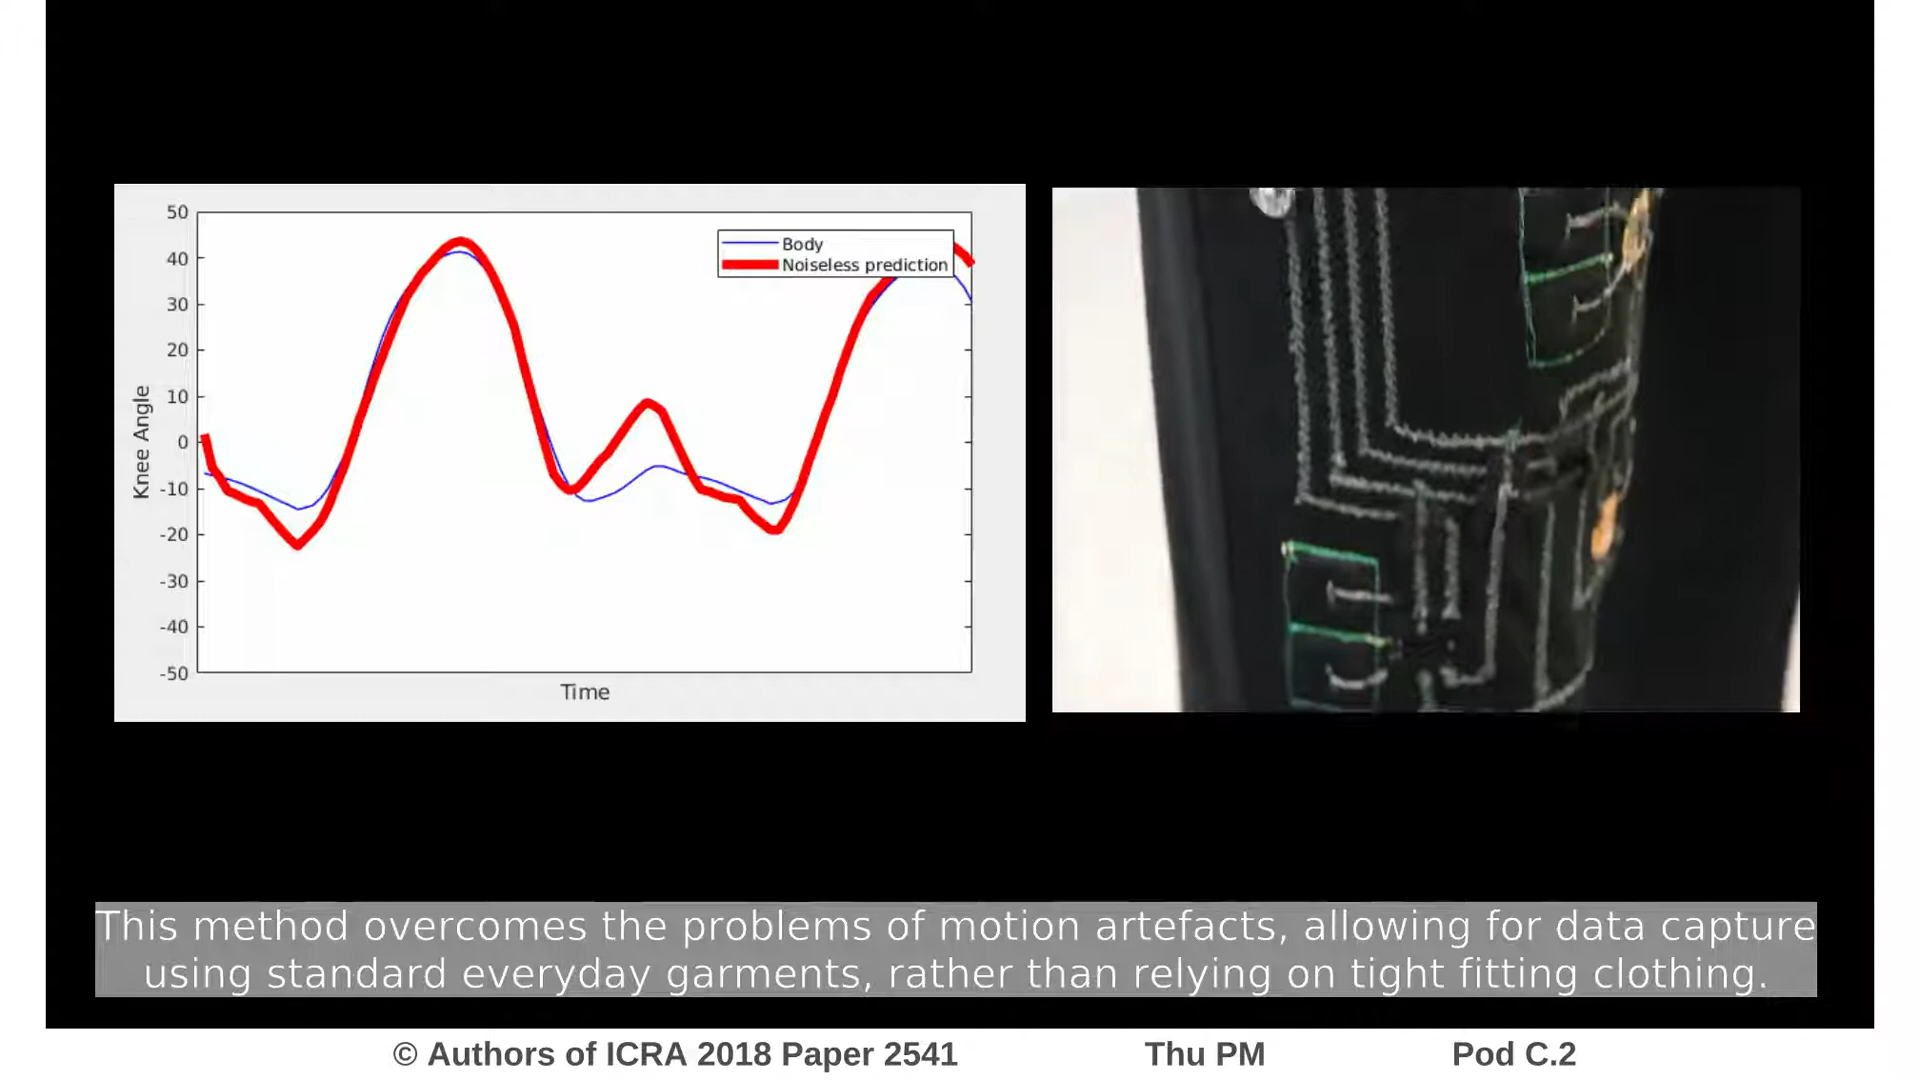 50
40
30
20
10
0
-10
-20
-30
-40
-50
Knee Angle
Time
Body
Noiseless prediction
This method overcomes the problems of motion artefacts, allowing for data capture
using standard everyday garments, rather than relying on tight fitting clothing.
© Authors of ICRA 2018 Paper 2541 Thu PM Pod C.2